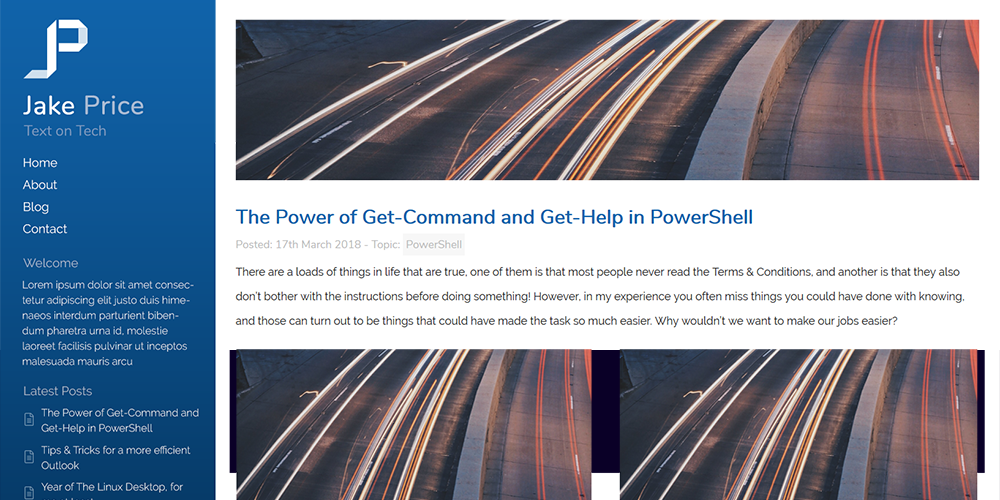 Jake Price
Text on Tech
Home
About
Blog
Contact
Welcome
Lorem ipsum dolor sit amet consec-
tetur adipiscing elit justo duis hime-
naeos interdum parturient biben-
dum pharetra urna id, molestie
laoreet facilisis pulvinar ut inceptos
malesuada mauris arcu
Latest Posts
The Power of Get-Command and
Get-Help in PowerShell
Tips & Tricks for a more efficient
Outlook
Year of The Linux Desktop, for
The Power of Get-Command and Get-Help in PowerShell
Posted: 17th March 2018 - Topic: PowerShell
There are a loads of things in life that are true, one of them is that most people never read the Terms & Conditions, and another is that they also
don't bother with the instructions before doing something! However, in my experience you often miss things you could have done with knowing,
and those can turn out to be things that could have made the task so much easier. Why wouldn't we want to make our jobs easier?